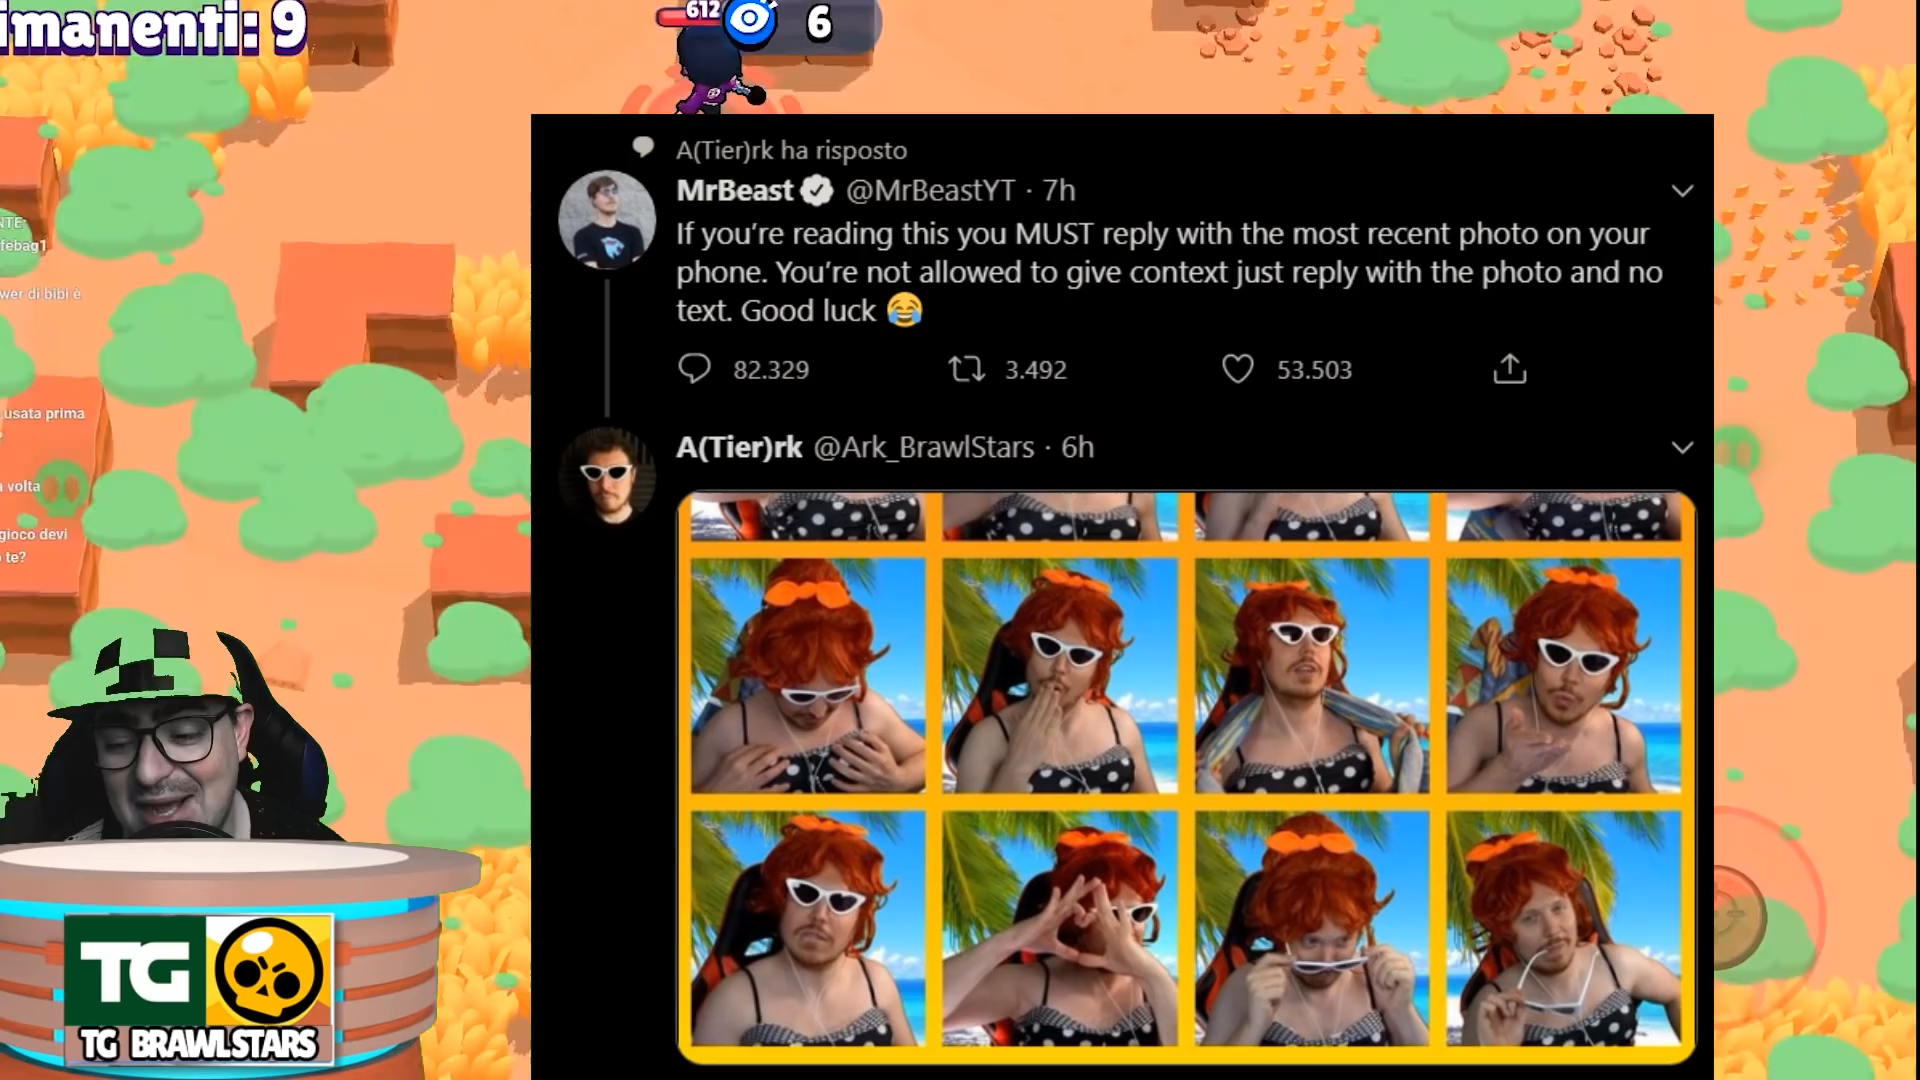 imanenti: 9
612
6
NTE:
febag1
wer di bibi è
usata prima
?
a volta
gioco devi
o te?
A(Tier)rk ha risposto
MrBeast @MrBeastYT · 7h
If you’re reading this you MUST reply with the most recent photo on your
phone. You’re not allowed to give context just reply with the photo and no
text. Good luck 😂
82.329
3.492
53.503
A(Tier)rk @Ark_BrawlStars · 6h
TG
TG BRAWLSTARS